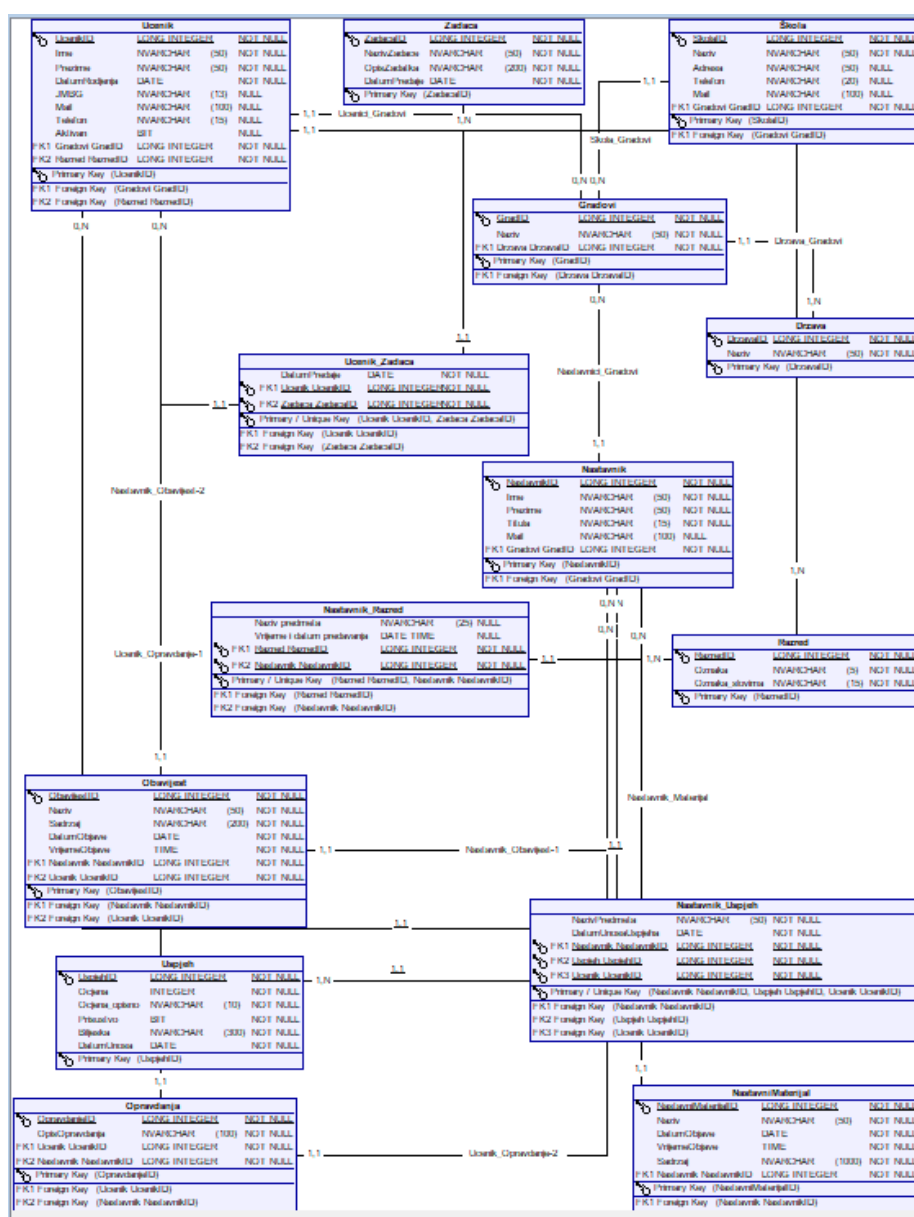 Ucenik
UcenikID LONG INTEGER NOT NULL
Ime NVARCHAR (50) NOT NULL
Prezime NVARCHAR (50) NOT NULL
DatumRodjenja DATE NOT NULL
JMBG NVARCHAR (13) NULL
Mail NVARCHAR (100) NULL
Telefon NVARCHAR (15) NULL
Aktivan BIT NULL
FK1 Gradovi GradID LONG INTEGER NOT NULL
FK2 Razred RazredID LONG INTEGER NOT NULL
Primary Key (UcenikID)
FK1 Foreign Key (Gradovi GradID)
FK2 Foreign Key (Razred RazredID)
Zadaca
ZadacaID LONG INTEGER NOT NULL
NazivZadace NVARCHAR (50) NOT NULL
OpisZadatka NVARCHAR (200) NOT NULL
DatumPredaje DATE NOT NULL
Primary Key (ZadacaID)
Škola
SkolaID LONG INTEGER NOT NULL
Naziv NVARCHAR (50) NOT NULL
Adresa NVARCHAR (50) NULL
Telefon NVARCHAR (20) NULL
Mail NVARCHAR (100) NULL
FK1 Gradovi GradID LONG INTEGER NOT NULL
Primary Key (SkolaID)
FK1 Foreign Key (Gradovi GradID)
1,1 Ucenici_Gradovi
1,1
1,N
1,1
Skola_Gradovi
0,N 0,N
0,N
0,N
Gradovi
GradID LONG INTEGER NOT NULL
Naziv NVARCHAR (50) NOT NULL
FK1 Drzava DrzavaID LONG INTEGER NOT NULL
Primary Key (GradID)
FK1 Foreign Key (Drzava DrzavaID)
1,1 Drzava_Gradovi
1,N
0,N
Drzava
DrzavaID LONG INTEGER NOT NULL
Naziv NVARCHAR (50) NOT NULL
Primary Key (DrzavaID)
1,1
Ucenik_Zadaca
DatumPredaje DATE NOT NULL
FK1 Ucenik UcenikID LONG INTEGER NOT NULL
FK2 Zadaca ZadacaID LONG INTEGER NOT NULL
Primary / Unique Key (Ucenik UcenikID, Zadaca ZadacaID)
FK1 Foreign Key (Ucenik UcenikID)
FK2 Foreign Key (Zadaca ZadacaID)
1,1
Nastavnici_Gradovi
1,1
Nastavnik_Obavijest-2
Nastavnik
NastavnikID LONG INTEGER NOT NULL
Ime NVARCHAR (50) NOT NULL
Prezime NVARCHAR (50) NOT NULL
Titula NVARCHAR (15) NOT NULL
Mail NVARCHAR (100) NULL
FK1 Gradovi GradID LONG INTEGER NOT NULL
Primary Key (NastavnikID)
FK1 Foreign Key (Gradovi GradID)
1,N
0,N
0,N
0,N
Nastavnik_Razred
Naziv predmeta NVARCHAR (25) NULL
Vrijeme i datum predavanja DATE TIME NULL
FK1 Razred RazredID LONG INTEGER NOT NULL
FK2 Nastavnik NastavnikID LONG INTEGER NOT NULL
Primary / Unique Key (Razred RazredID, Nastavnik NastavnikID)
FK1 Foreign Key (Razred RazredID)
FK2 Foreign Key (Nastavnik NastavnikID)
1,1
1,N
Razred
RazredID LONG INTEGER NOT NULL
Oznaka NVARCHAR (5) NOT NULL
Oznaka_slovima NVARCHAR (15) NOT NULL
Primary Key (RazredID)
Ucenik_Opravdanje-1
1,1
Obavijest
ObavijestID LONG INTEGER NOT NULL
Naziv NVARCHAR (50) NOT NULL
Sadrzaj NVARCHAR (200) NOT NULL
DatumObjave DATE NOT NULL
VrijemeObjave TIME NOT NULL
FK1 Nastavnik NastavnikID LONG INTEGER NOT NULL
FK2 Ucenik UcenikID LONG INTEGER NOT NULL
Primary Key (ObavijestID)
FK1 Foreign Key (Nastavnik NastavnikID)
FK2 Foreign Key (Ucenik UcenikID)
Nastavnik_Materijal
1,1 Nastavnik_Obavijest-1 1,1
1,1
Nastavnik_Uspjeh
NazivPredmeta NVARCHAR (50) NOT NULL
DatumUnosaUspjeha DATE NOT NULL
FK1 Nastavnik NastavnikID LONG INTEGER NOT NULL
FK2 Uspjeh UspjehID LONG INTEGER NOT NULL
FK3 Ucenik UcenikID LONG INTEGER NOT NULL
Primary / Unique Key (Nastavnik NastavnikID, Uspjeh UspjehID, Ucenik UcenikID)
FK1 Foreign Key (Nastavnik NastavnikID)
FK2 Foreign Key (Uspjeh UspjehID)
FK3 Foreign Key (Ucenik UcenikID)
Uspjeh
UspjehID LONG INTEGER NOT NULL
Ocjena INTEGER NOT NULL
Ocjena_opisno NVARCHAR (10) NOT NULL
Prisustvo BIT NOT NULL
Biljeska NVARCHAR (300) NOT NULL
DatumUnosa DATE NOT NULL
Primary Key (UspjehID)
1,N
1,1
1,1
1,1
Opravdanja
OpravdanjeID LONG INTEGER NOT NULL
OpisOpravdanja NVARCHAR (100) NOT NULL
FK1 Ucenik UcenikID LONG INTEGER NOT NULL
FK2 Nastavnik NastavnikID LONG INTEGER NOT NULL
Primary Key (OpravdanjeID)
FK1 Foreign Key (Ucenik UcenikID)
FK2 Foreign Key (Nastavnik NastavnikID)
1,1 Ucenik_Opravdanje-2
NastavniMaterijal
NastavniMaterijalID LONG INTEGER NOT NULL
Naziv NVARCHAR (50) NOT NULL
DatumObjave DATE NOT NULL
VrijemeObjave TIME NOT NULL
Sadrzaj NVARCHAR (1000) NOT NULL
FK1 Nastavnik NastavnikID LONG INTEGER NOT NULL
Primary Key (NastavniMaterijalID)
FK1 Foreign Key (Nastavnik NastavnikID)